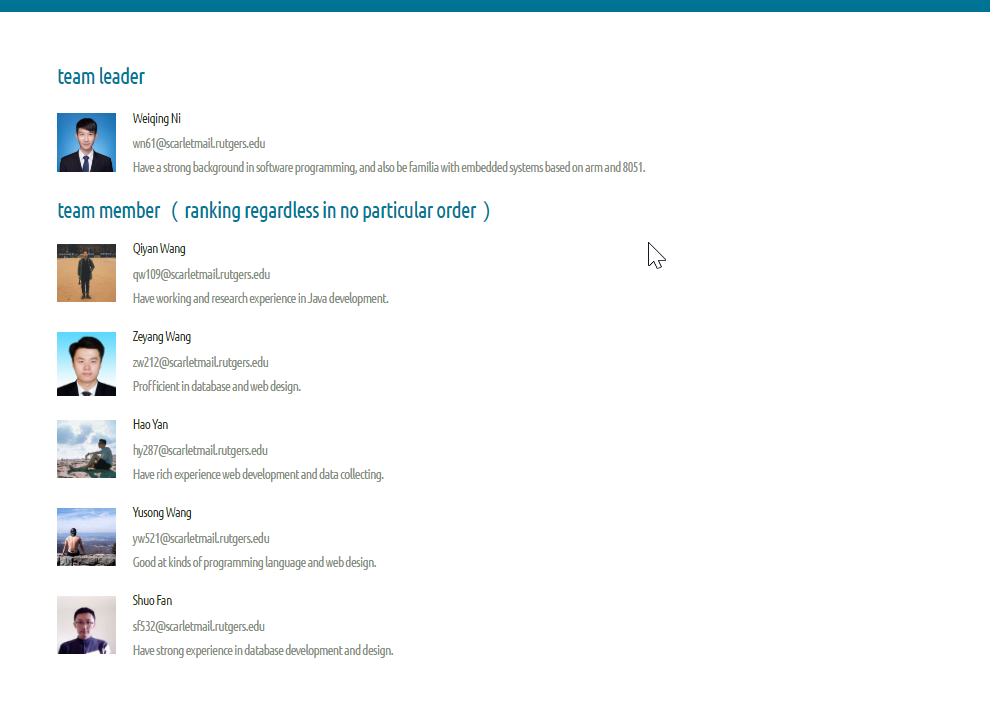 team leader
Weiqing Ni
wn61@scarletmail.rutgers.edu
Have a strong background in software programming, and also be familia with embedded systems based on arm and 8051.
team member （ ranking regardless in no particular order ）
Qiyan Wang
qw109@scarletmail.rutgers.edu
Have working and research experience in Java development.
Zeyang Wang
zw212@scarletmail.rutgers.edu
Profficient in database and web design.
Hao Yan
hy287@scarletmail.rutgers.edu
Have rich experience web development and data collecting.
Yusong Wang
yw521@scarletmail.rutgers.edu
Good at kinds of programming language and web design.
Shuo Fan
sf532@scarletmail.rutgers.edu
Have strong experience in database development and design.